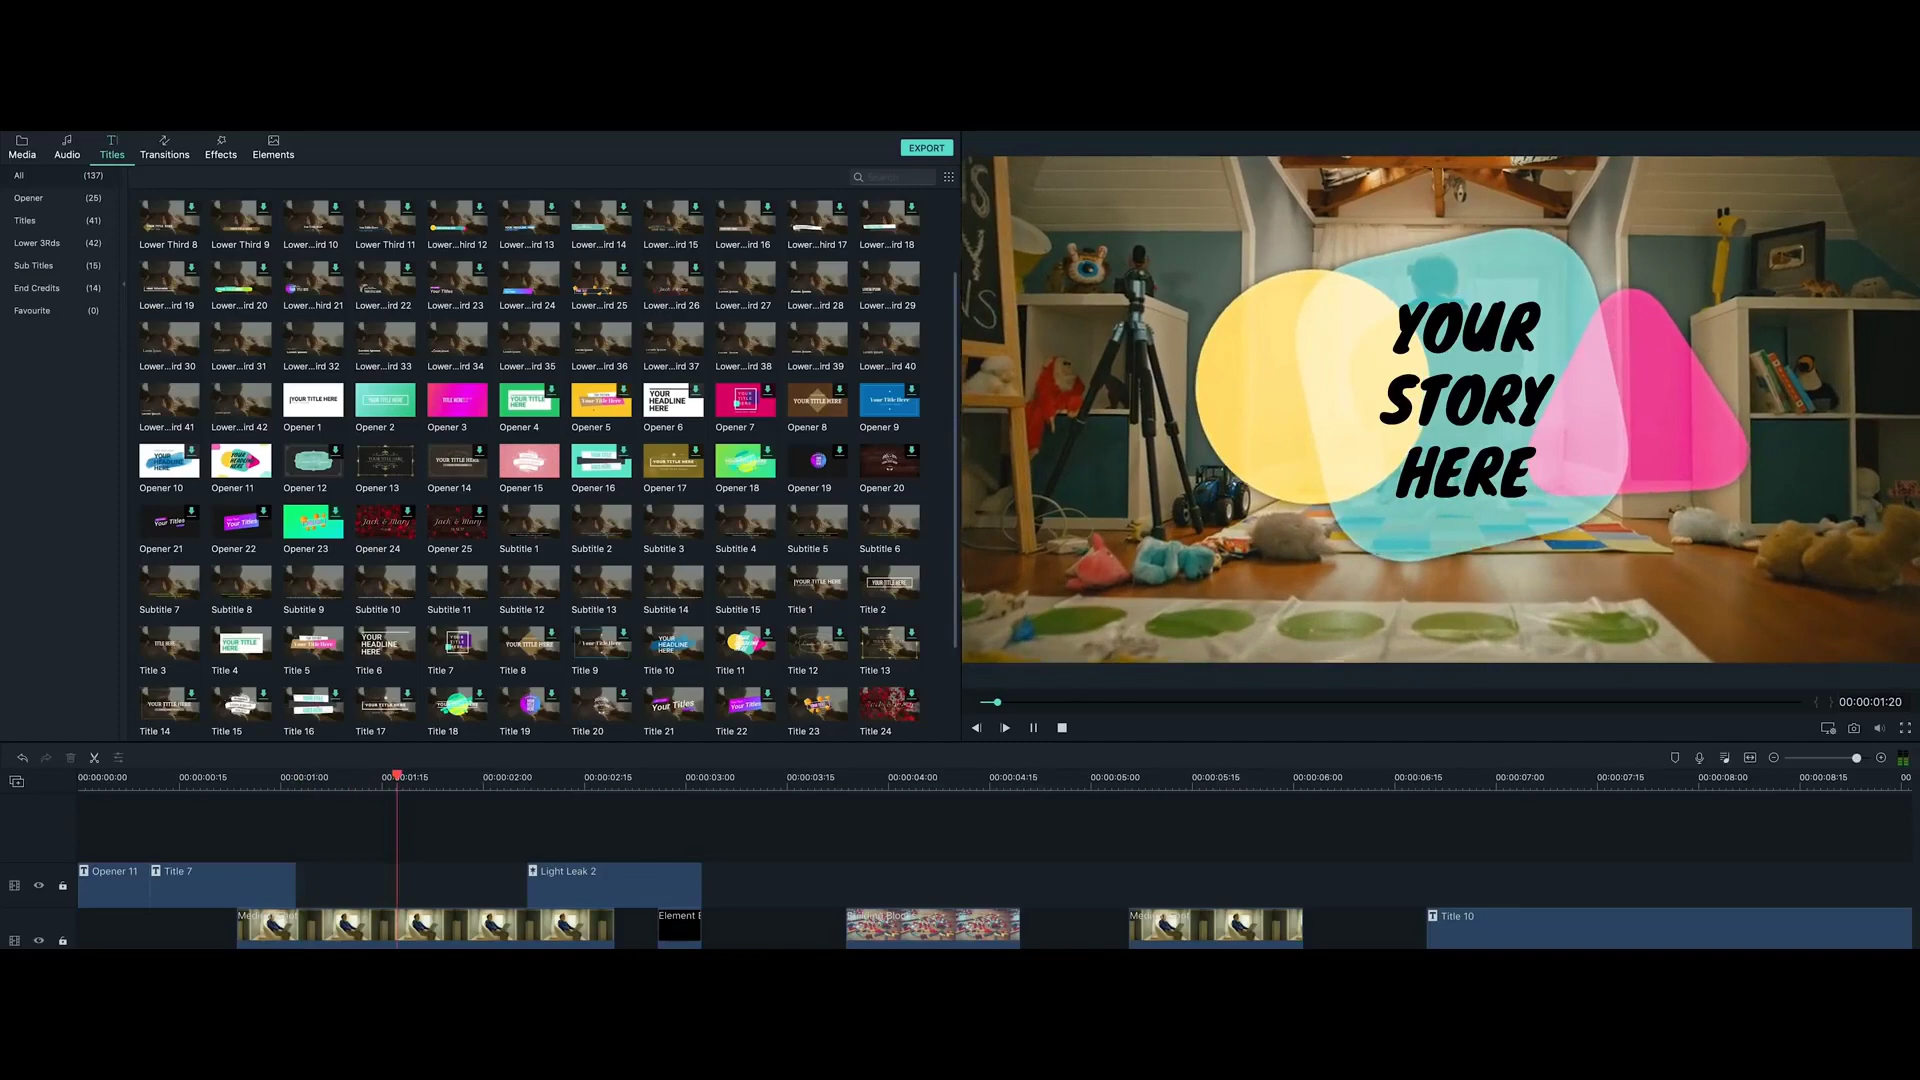 Media Audio Titles Transitions Effects Elements
EXPORT
All (137)
Opener (25)
Titles (41)
Lower 3Rds (42)
Sub Titles (15)
End Credits (14)
Favourite (0)
Search
Lower Third 8 Lower Third 9 Lower...ird 10 Lower Third 11 Lower...hird 12 Lower...ird 13 Lower...ird 14 Lower...ird 15 Lower...ird 16 Lower...hird 17 Lower...ird 18
Lower...ird 19 Lower...ird 20 Lower...hird 21 Lower...ird 22 Lower...ird 23 Lower...ird 24 Lower...ird 25 Lower...ird 26 Lower...ird 27 Lower...ird 28 Lower...ird 29
Lower...ird 30 Lower...ird 31 Lower...ird 32 Lower...ird 33 Lower...ird 34 Lower...ird 35 Lower...ird 36 Lower...ird 37 Lower...ird 38 Lower...ird 39 Lower...ird 40
Lower...ird 41 Lower...ird 42 Opener 1 Opener 2 Opener 3 Opener 4 Opener 5 Opener 6 Opener 7 Opener 8 Opener 9
Opener 10 Opener 11 Opener 12 Opener 13 Opener 14 Opener 15 Opener 16 Opener 17 Opener 18 Opener 19 Opener 20
Opener 21 Opener 22 Opener 23 Opener 24 Opener 25 Subtitle 1 Subtitle 2 Subtitle 3 Subtitle 4 Subtitle 5 Subtitle 6
Subtitle 7 Subtitle 8 Subtitle 9 Subtitle 10 Subtitle 11 Subtitle 12 Subtitle 13 Subtitle 14 Subtitle 15 Title 1 Title 2
Title 3 Title 4 Title 5 Title 6 Title 7 Title 8 Title 9 Title 10 Title 11 Title 12 Title 13
Title 14 Title 15 Title 16 Title 17 Title 18 Title 19 Title 20 Title 21 Title 22 Title 23 Title 24
YOUR
STORY
HERE
00:00:01:20
00:00:00:00 00:00:00:15 00:00:01:00 00:00:01:15 00:00:02:00 00:00:02:15 00:00:03:00 00:00:03:15 00:00:04:00 00:00:04:15 00:00:05:00 00:00:05:15 00:00:06:00 00:00:06:15 00:00:07:00 00:00:07:15 00:00:08:00 00:00:08:15 00
Opener 11 Title 7 Light Leak 2
Element Title 10